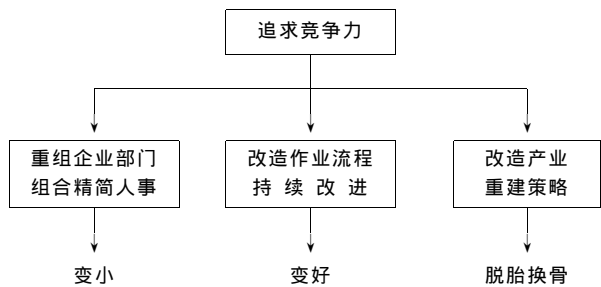 追求竞争力
重组企业部门
组合精简人事
改造作业流程
持续改进
改造产业
重建策略
变小
变好
脱胎换骨